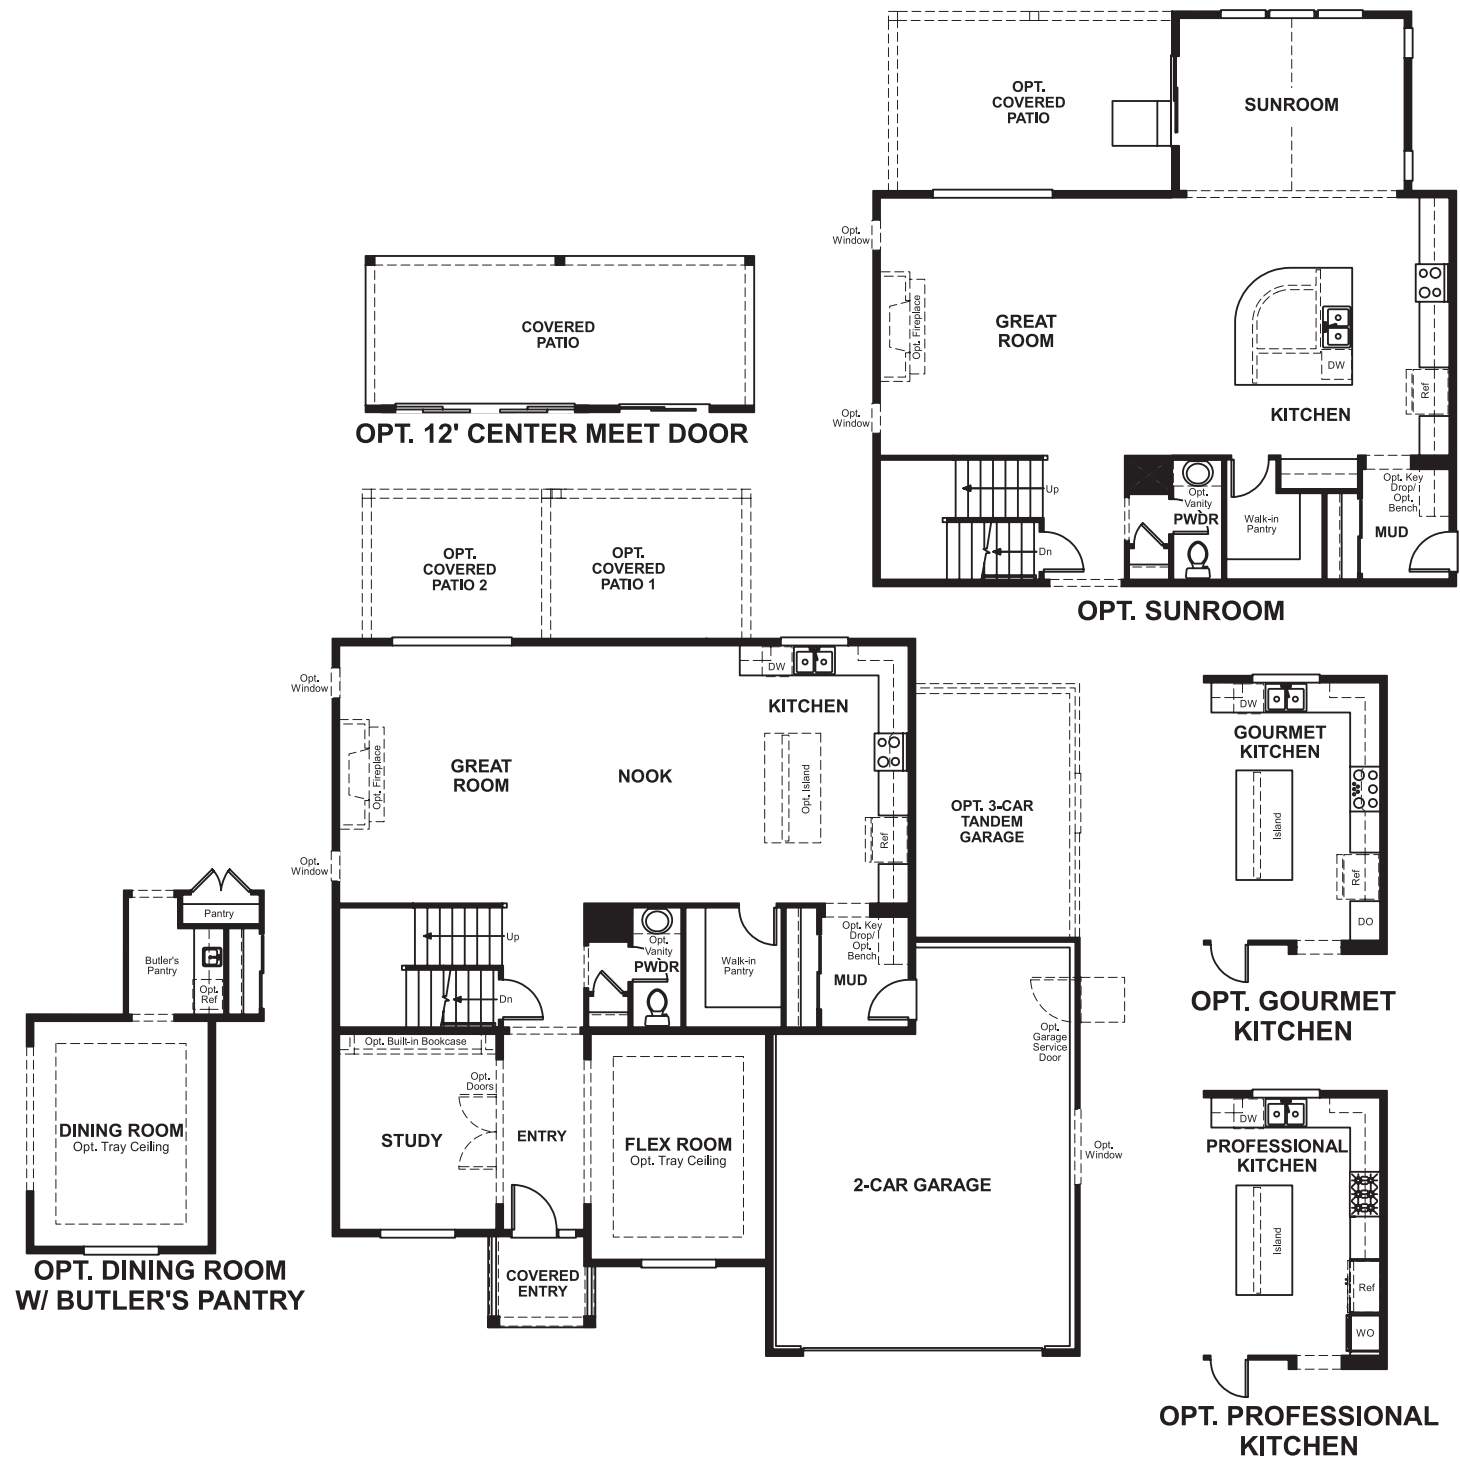 OPT.
COVERED
PATIO
SUNROOM
Opt.
Window
Opt. Fireplace
GREAT
ROOM
DW
Ref
Opt.
Window
KITCHEN
Up
Dn
Opt.
Vanity
PWDR
Walk-in
Pantry
Opt. Key
Drop/
Opt.
Bench
MUD
OPT. SUNROOM
COVERED
PATIO
OPT. 12' CENTER MEET DOOR
OPT.
COVERED
PATIO 2
OPT.
COVERED
PATIO 1
Opt.
Window
DW
KITCHEN
Opt. Fireplace
GREAT
ROOM
NOOK
Opt. Island
Ref
OPT. 3-CAR
TANDEM
GARAGE
Opt.
Window
Up
Dn
Opt.
Vanity
PWDR
Walk-in
Pantry
Opt. Key
Drop/
Opt.
Bench
MUD
Opt. Built-in Bookcase
Opt.
Doors
STUDY
ENTRY
FLEX ROOM
Opt. Tray Ceiling
2-CAR GARAGE
Opt.
Garage
Service
Door
Opt.
Window
COVERED
ENTRY
Pantry
Butler's
Pantry
Opt.
Ref
DINING ROOM
Opt. Tray Ceiling
OPT. DINING ROOM
W/ BUTLER'S PANTRY
DW
GOURMET
KITCHEN
Island
Ref
DO
OPT. GOURMET
KITCHEN
DW
PROFESSIONAL
KITCHEN
Island
Ref
WO
OPT. PROFESSIONAL
KITCHEN